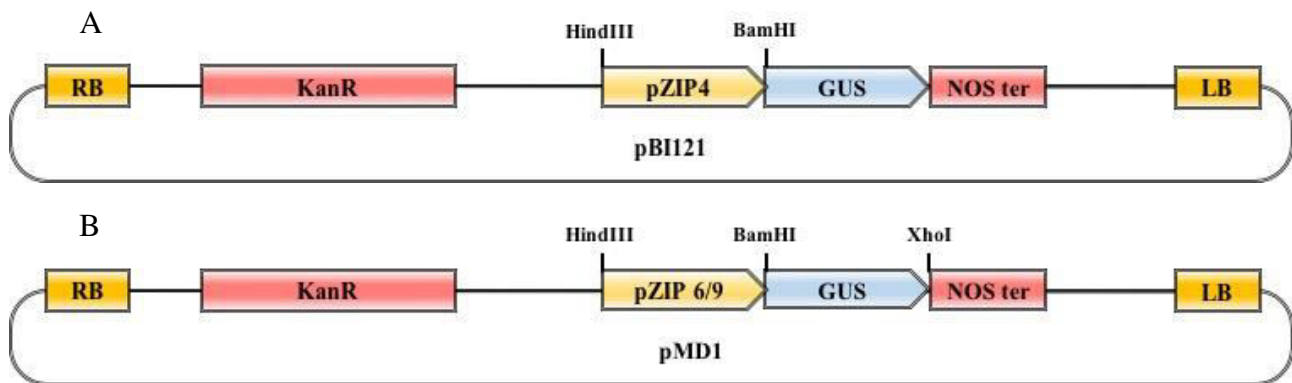 A
HindIII BamHI
RB KanR pZIP4 GUS NOS ter LB
pBI121
B
HindIII BamHI XhoI
RB KanR pZIP 6/9 GUS NOS ter LB
pMD1